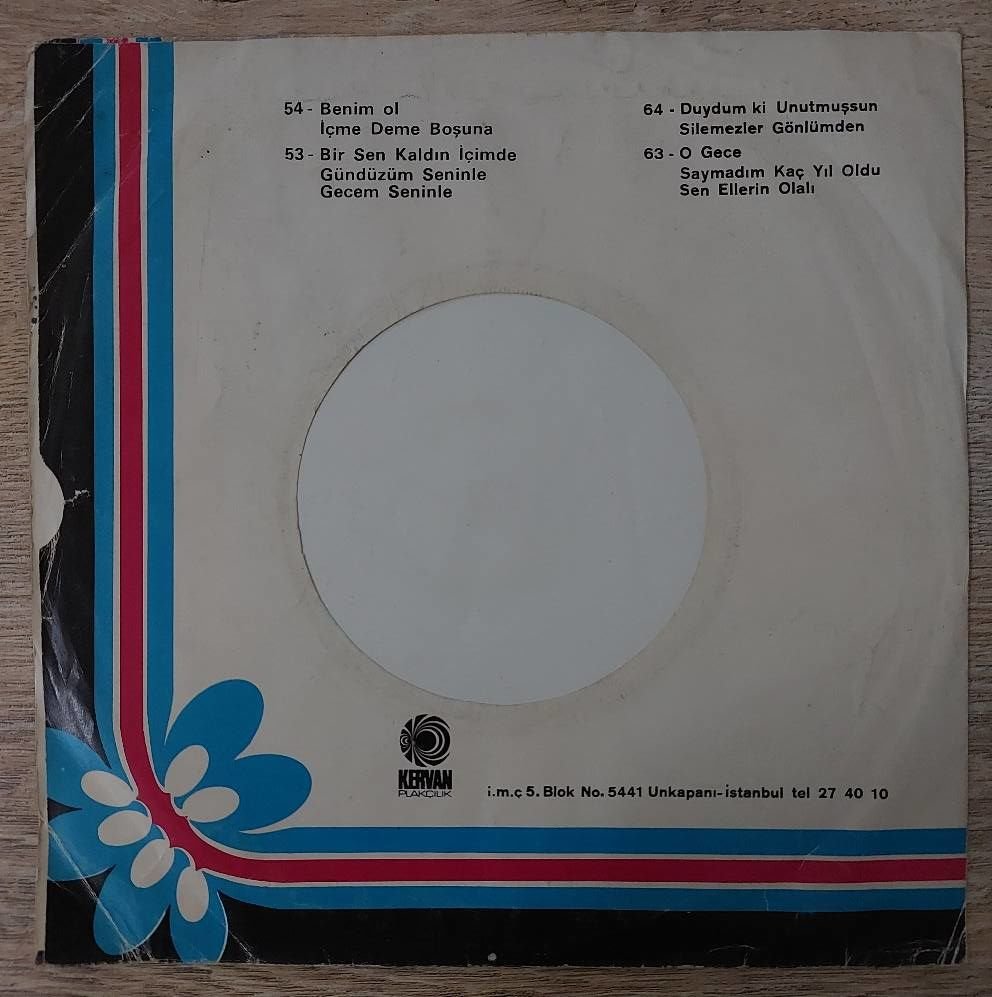 54 - Benim ol
İçme Deme Boşuna
53 - Bir Sen Kaldın İçimde
Gündüzüm Seninle
Gecem Seninle
64 - Duydum ki Unutmuşsun
Silemezler Gönlümden
63 - O Gece
Saymadım Kaç Yıl Oldu
Sen Ellerin Olalı
KERVAN
PLAKÇILIK
i.m.ç 5. Blok No. 5441 Unkapanı-istanbul tel 27 40 10